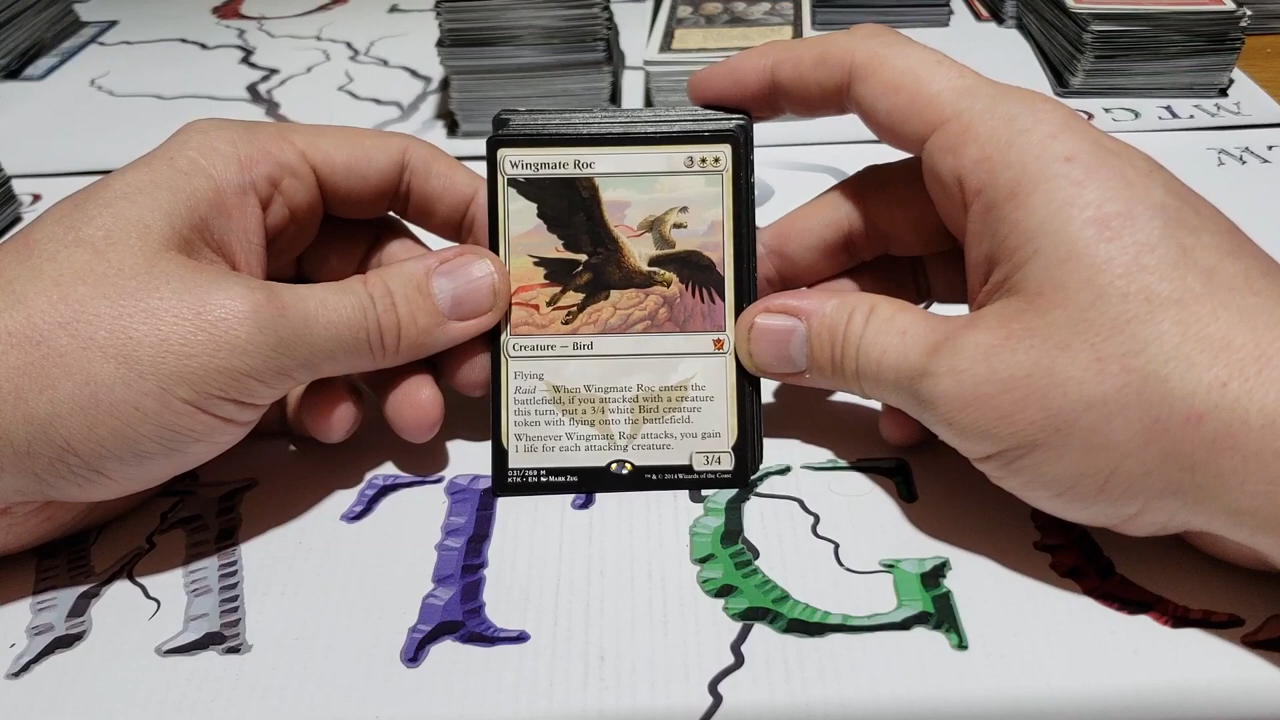 MTGC
Wingmate Roc 3
Creature — Bird
Flying
Raid — When Wingmate Roc enters the
battlefield, if you attacked with a creature
this turn, put a 3/4 white Bird creature
token with flying onto the battlefield.
Whenever Wingmate Roc attacks, you gain
1 life for each attacking creature.
3/4
031/269 M
KTK • EN Mark Zug
™ & © 2014 Wizards of the Coast
M T G